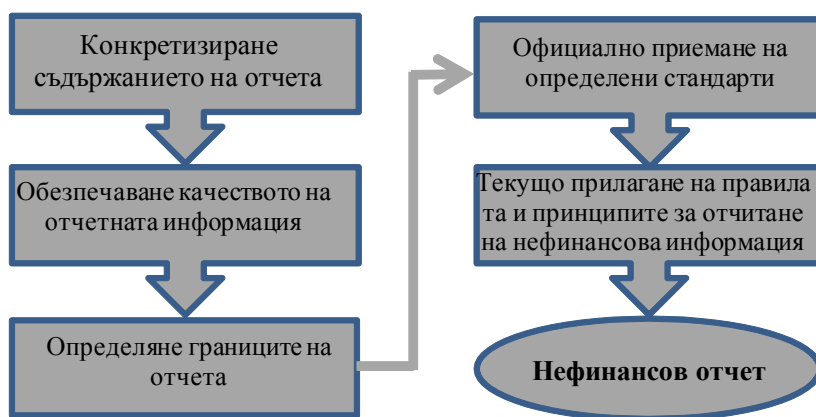 Конкретизиране
съдържанието на отчета
Обезпечаване качеството на
отчетната информация
Определяне границите на
отчета
Официално приемане на
определени стандарти
Текущо прилагане на правила
та и принципите за отчитане
на нефинансова информация
Нефинансов отчет